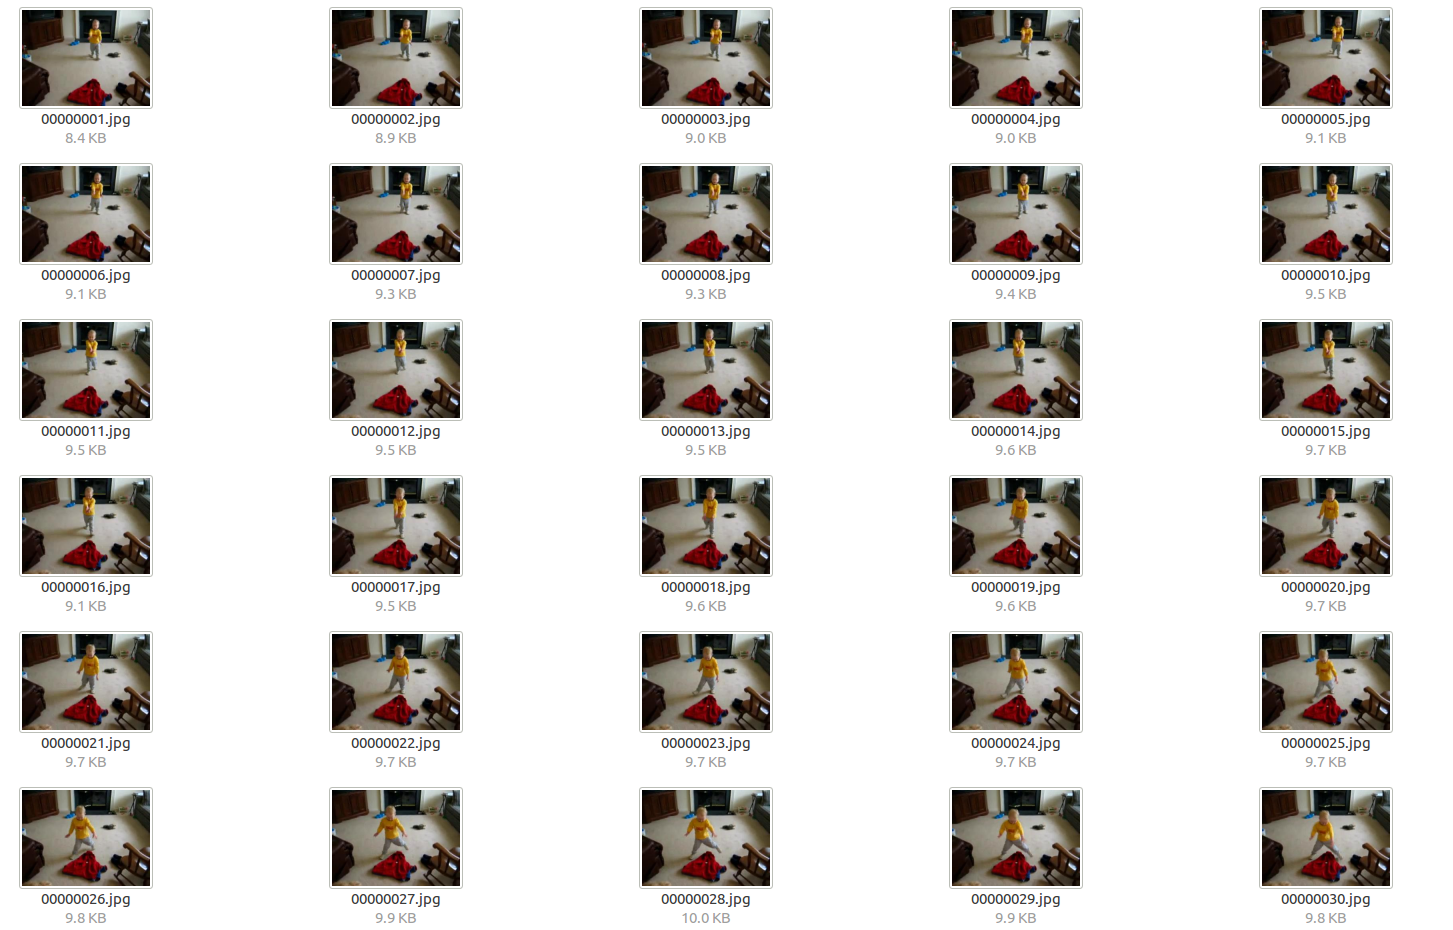 00000001.jpg 00000002.jpg 00000003.jpg 00000004.jpg 00000005.jpg
8.4 KB 8.9 KB 9.0 KB 9.0 KB 9.1 KB
00000006.jpg 00000007.jpg 00000008.jpg 00000009.jpg 00000010.jpg
9.1 KB 9.3 KB 9.3 KB 9.4 KB 9.5 KB
00000011.jpg 00000012.jpg 00000013.jpg 00000014.jpg 00000015.jpg
9.5 KB 9.5 KB 9.5 KB 9.6 KB 9.7 KB
00000016.jpg 00000017.jpg 00000018.jpg 00000019.jpg 00000020.jpg
9.1 KB 9.5 KB 9.6 KB 9.6 KB 9.7 KB
00000021.jpg 00000022.jpg 00000023.jpg 00000024.jpg 00000025.jpg
9.7 KB 9.7 KB 9.7 KB 9.7 KB 9.7 KB
00000026.jpg 00000027.jpg 00000028.jpg 00000029.jpg 00000030.jpg
9.8 KB 9.9 KB 10.0 KB 9.9 KB 9.8 KB